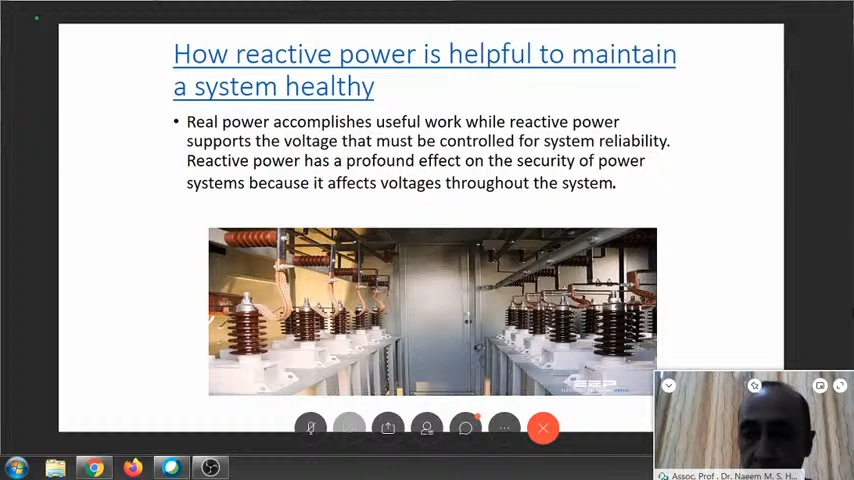 How reactive power is helpful to maintain
a system healthy
• Real power accomplishes useful work while reactive power
supports the voltage that must be controlled for system reliability.
Reactive power has a profound effect on the security of power
systems because it affects voltages throughout the system.
EEP
Assoc. Prof . Dr. Naeem M. S. H...